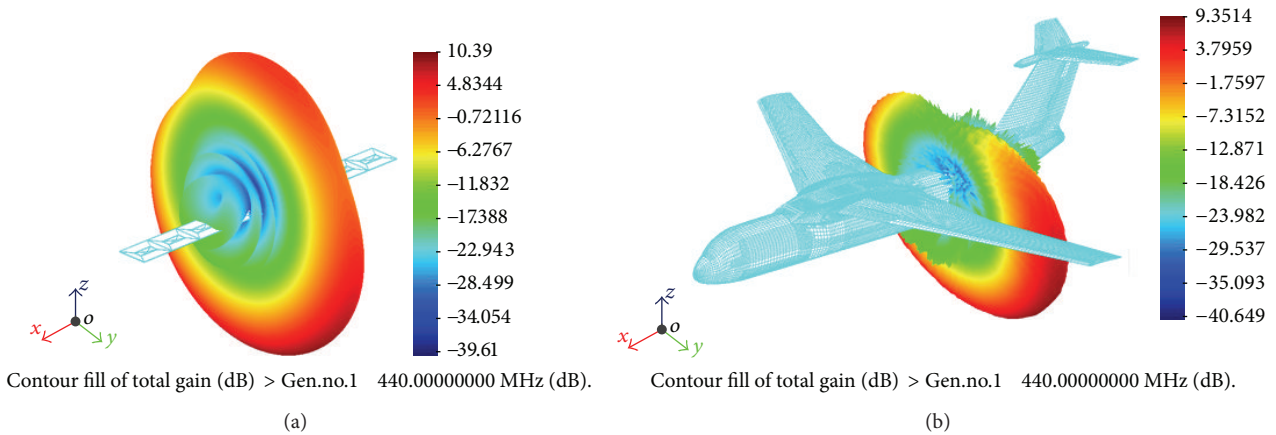 10.39
4.8344
−0.72116
−6.2767
−11.832
−17388
−22.943
−28.499
−34.054
−39.61
z
o
x
y
Contour fill of total gain (dB) > Gen.no.1 440.00000000 MHz (dB).
(a)
9.3514
3.7959
−1.7597
−7.3152
−12.871
−18.426
−23.982
−29.537
−35.093
−40.649
z
o
x
y
Contour fill of total gain (dB) > Gen.no.1 440.00000000 MHz (dB).
(b)